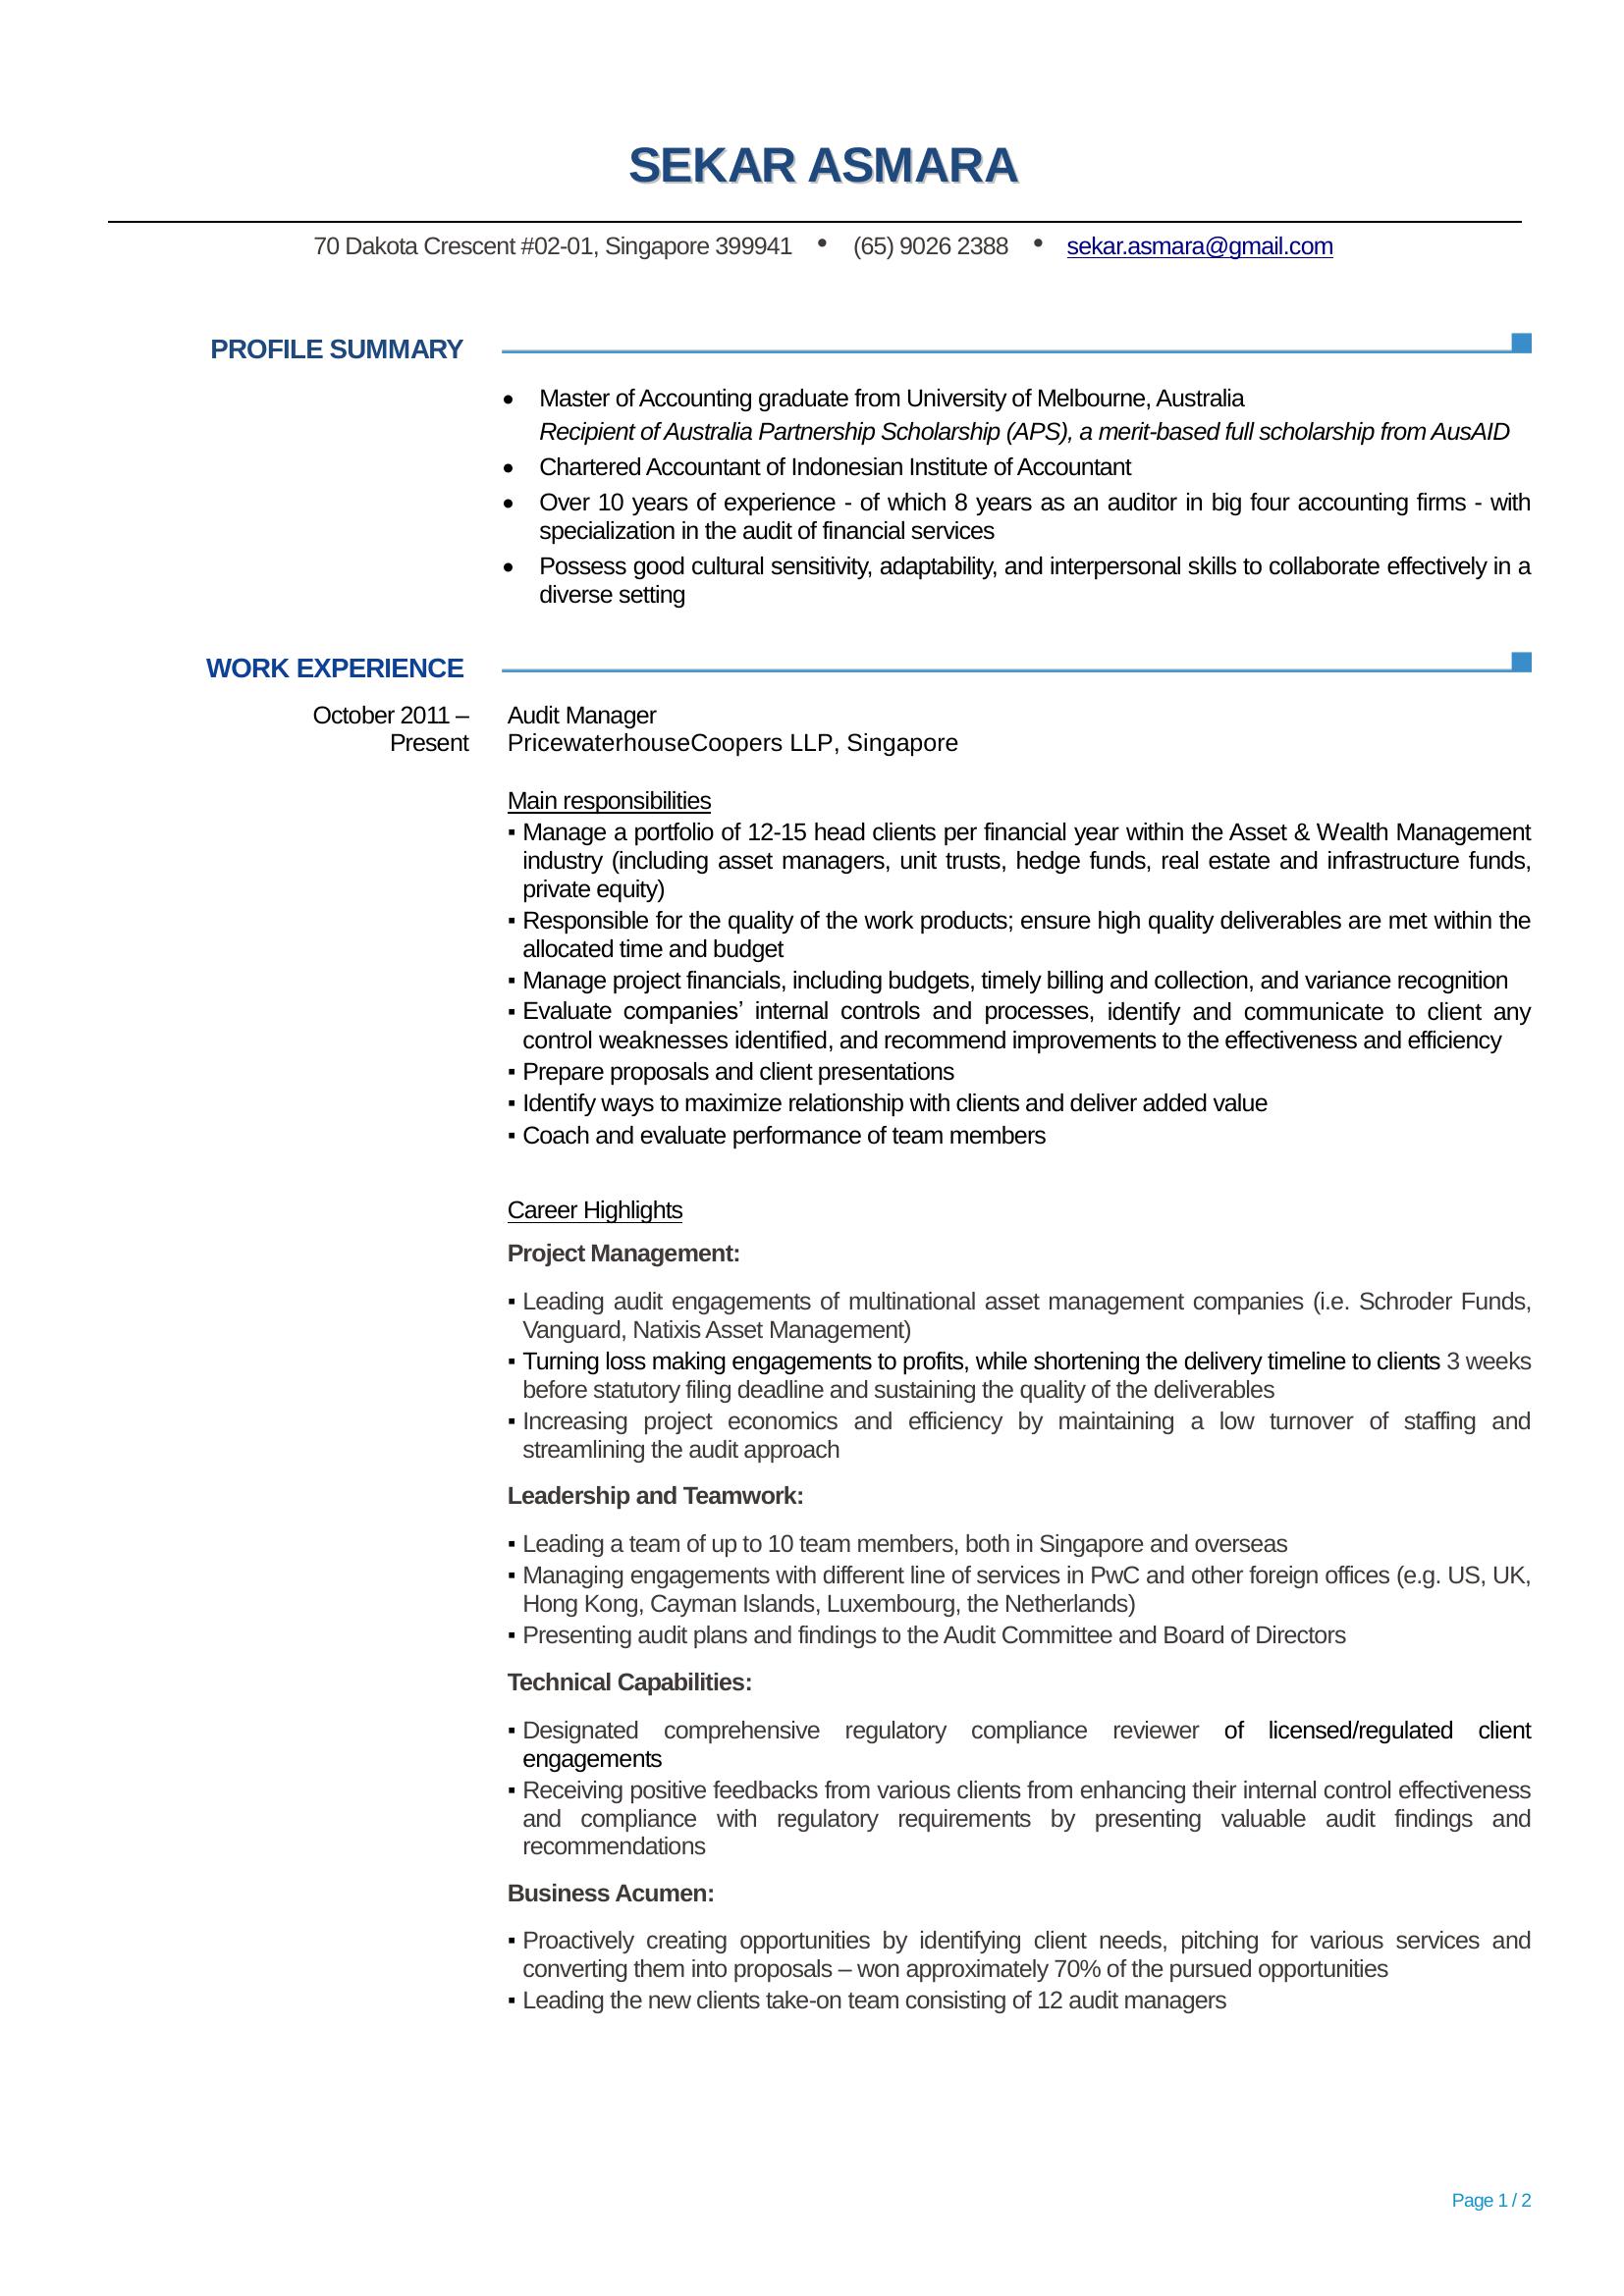 SEKAR ASMARA
70 Dakota Crescent #02-01, Singapore 399941 • (65) 9026 2388 • sekar.asmara@gmail.com
PROFILE SUMMARY
• Master of Accounting graduate from University of Melbourne, Australia
Recipient of Australia Partnership Scholarship (APS), a merit-based full scholarship from AusAID
• Chartered Accountant of Indonesian Institute of Accountant
• Over 10 years of experience - of which 8 years as an auditor in big four accounting firms - with
specialization in the audit of financial services
• Possess good cultural sensitivity, adaptability, and interpersonal skills to collaborate effectively in a
diverse setting
WORK EXPERIENCE
October 2011 –
Present
Audit Manager
PricewaterhouseCoopers LLP, Singapore
Main responsibilities
▪ Manage a portfolio of 12-15 head clients per financial year within the Asset & Wealth Management
industry (including asset managers, unit trusts, hedge funds, real estate and infrastructure funds,
private equity)
▪ Responsible for the quality of the work products; ensure high quality deliverables are met within the
allocated time and budget
▪ Manage project financials, including budgets, timely billing and collection, and variance recognition
▪ Evaluate companies’ internal controls and processes, identify and communicate to client any
control weaknesses identified, and recommend improvements to the effectiveness and efficiency
▪ Prepare proposals and client presentations
▪ Identify ways to maximize relationship with clients and deliver added value
▪ Coach and evaluate performance of team members
Career Highlights
Project Management:
▪ Leading audit engagements of multinational asset management companies (i.e. Schroder Funds,
Vanguard, Natixis Asset Management)
▪ Turning loss making engagements to profits, while shortening the delivery timeline to clients 3 weeks
before statutory filing deadline and sustaining the quality of the deliverables
▪ Increasing project economics and efficiency by maintaining a low turnover of staffing and
streamlining the audit approach
Leadership and Teamwork:
▪ Leading a team of up to 10 team members, both in Singapore and overseas
▪ Managing engagements with different line of services in PwC and other foreign offices (e.g. US, UK,
Hong Kong, Cayman Islands, Luxembourg, the Netherlands)
▪ Presenting audit plans and findings to the Audit Committee and Board of Directors
Technical Capabilities:
▪ Designated comprehensive regulatory compliance reviewer of licensed/regulated client
engagements
▪ Receiving positive feedbacks from various clients from enhancing their internal control effectiveness
and compliance with regulatory requirements by presenting valuable audit findings and
recommendations
Business Acumen:
▪ Proactively creating opportunities by identifying client needs, pitching for various services and
converting them into proposals – won approximately 70% of the pursued opportunities
▪ Leading the new clients take-on team consisting of 12 audit managers
Page 1 / 2